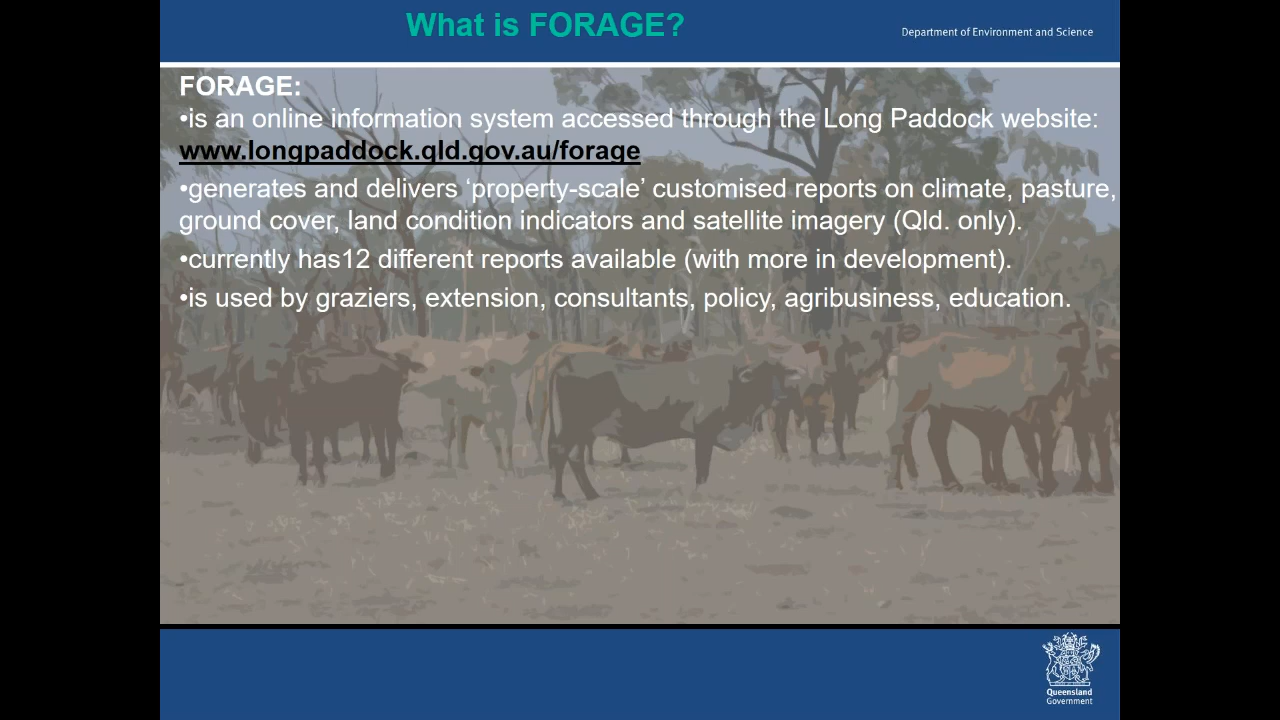 What is FORAGE?
Department of Environment and Science
FORAGE:
•is an online information system accessed through the Long Paddock website:
www.longpaddock.qld.gov.au/forage
•generates and delivers ‘property-scale’ customised reports on climate, pasture,
ground cover, land condition indicators and satellite imagery (Qld. only).
•currently has12 different reports available (with more in development).
•is used by graziers, extension, consultants, policy, agribusiness, education.
Queensland
Government